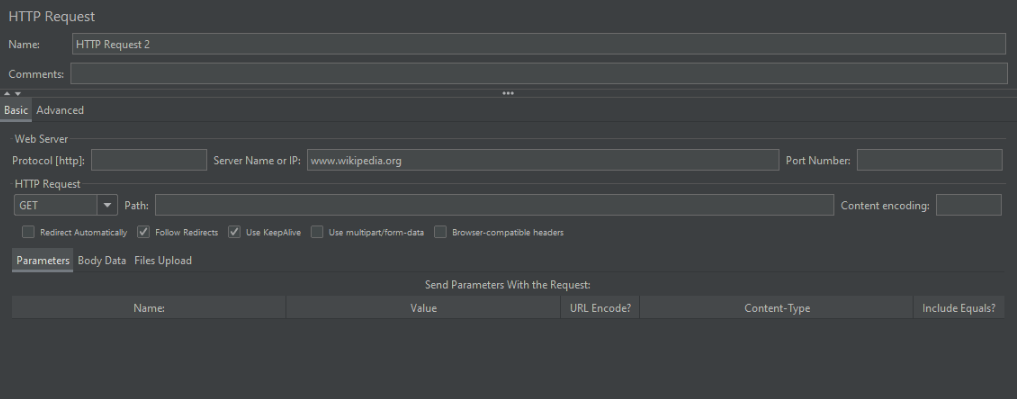 HTTP Request
Name: HTTP Request 2
Comments:
Basic Advanced
Web Server
Protocol [http]: Server Name or IP: www.wikipedia.org Port Number:
HTTP Request
GET Path: Content encoding:
Redirect Automatically Follow Redirects Use KeepAlive Use multipart/form-data Browser-compatible headers
Parameters Body Data Files Upload
Send Parameters With the Request:
Name: Value URL Encode? Content-Type Include Equals?